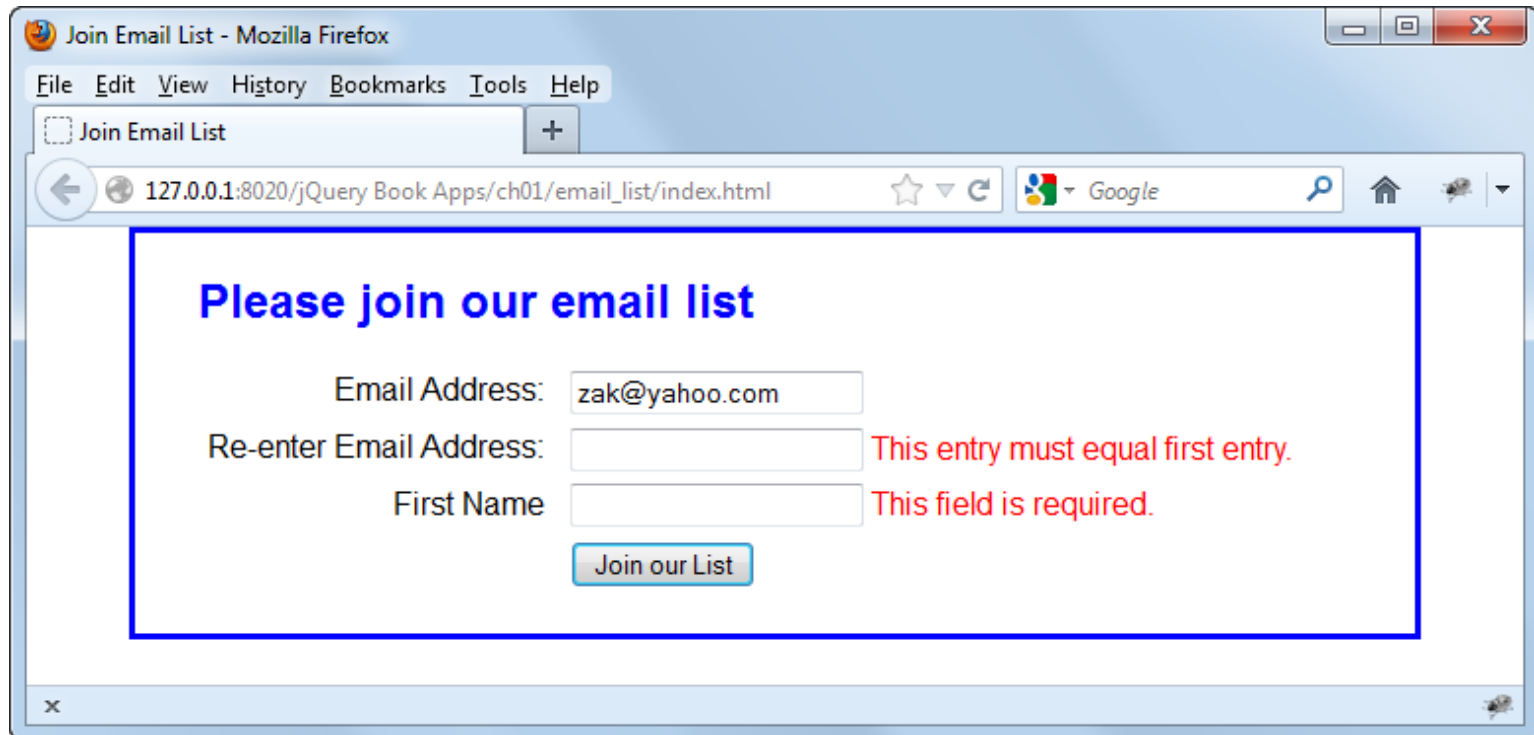 Join Email List - Mozilla Firefox
File Edit View History Bookmarks Tools Help
Join Email List +
127.0.0.1:8020/jQuery Book Apps/ch01/email_list/index.html Google
Please join our email list
Email Address: zak@yahoo.com
Re-enter Email Address: This entry must equal first entry.
First Name This field is required.
Join our List
x